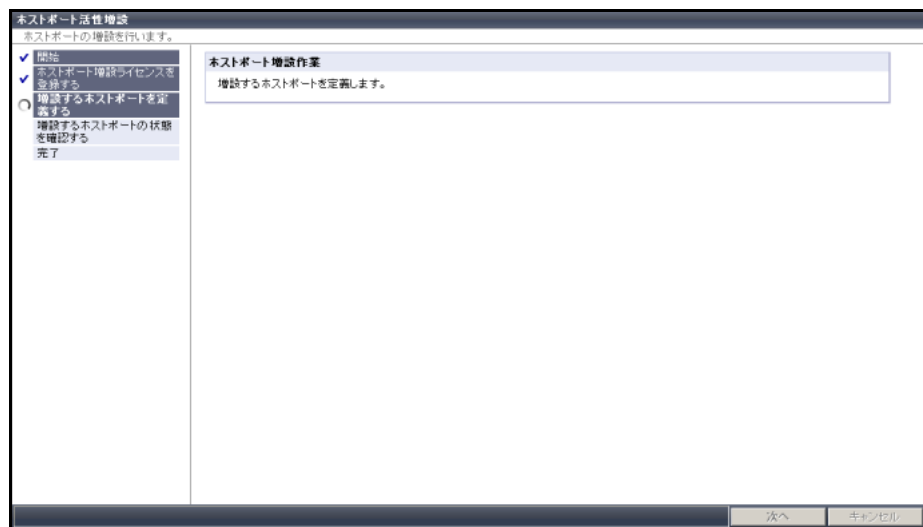 ホストポート活性増設
ホストポートの増設を行います。
開始
ホストポート増設ライセンスを
登録する
増設するホストポートを定
義する
増設するホストポートの状態
を確認する
完了
ホストポート増設作業
増設するホストポートを定義します。
次へ
キャンセル